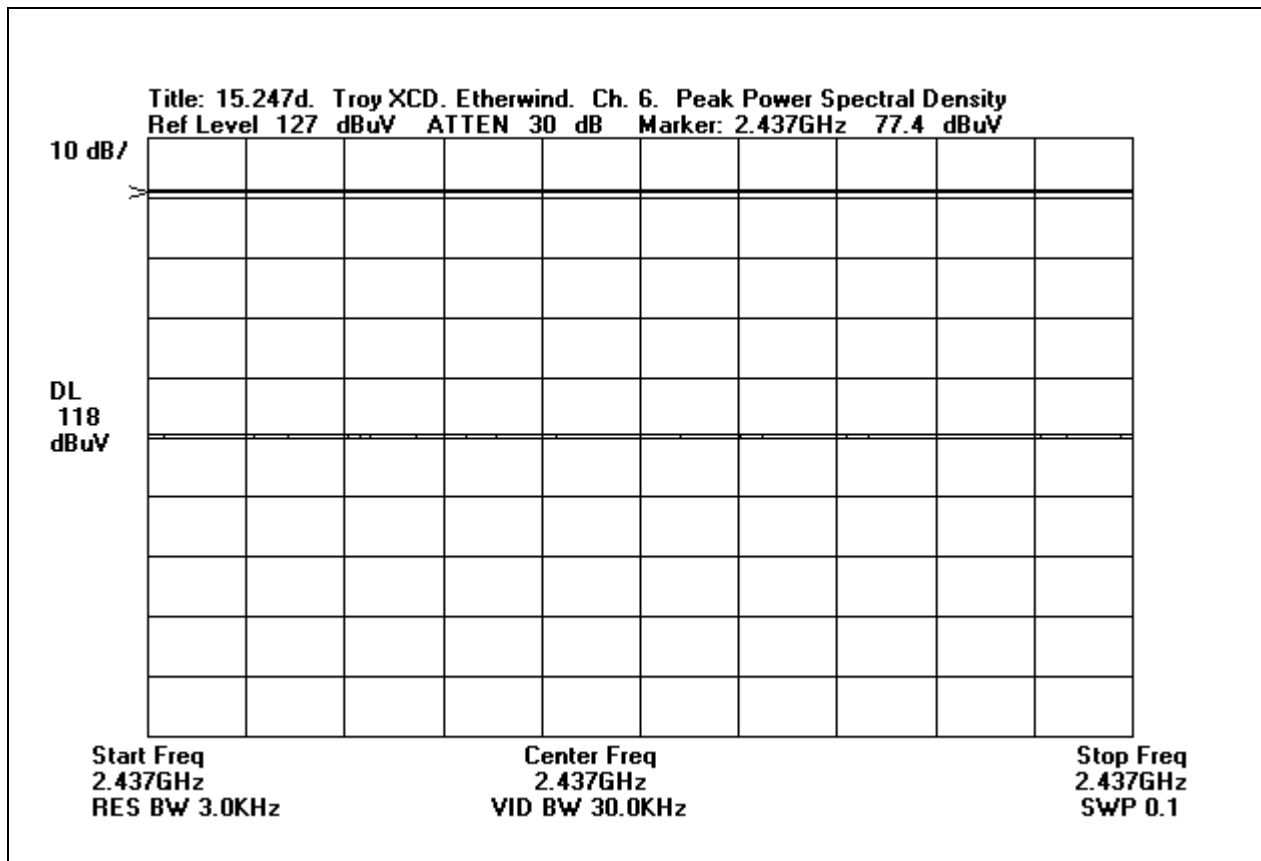 Title: 15.247d. Troy XCD. Etherwind. Ch. 6. Peak Power Spectral Density
Ref Level 127 dBuV ATTEN 30 dB Marker: 2.437GHz 77.4 dBuV
10 dB/
DL
118
dBuV
Start Freq Center Freq Stop Freq
2.437GHz 2.437GHz 2.437GHz
RES BW 3.0KHz VID BW 30.0KHz SWP 0.1